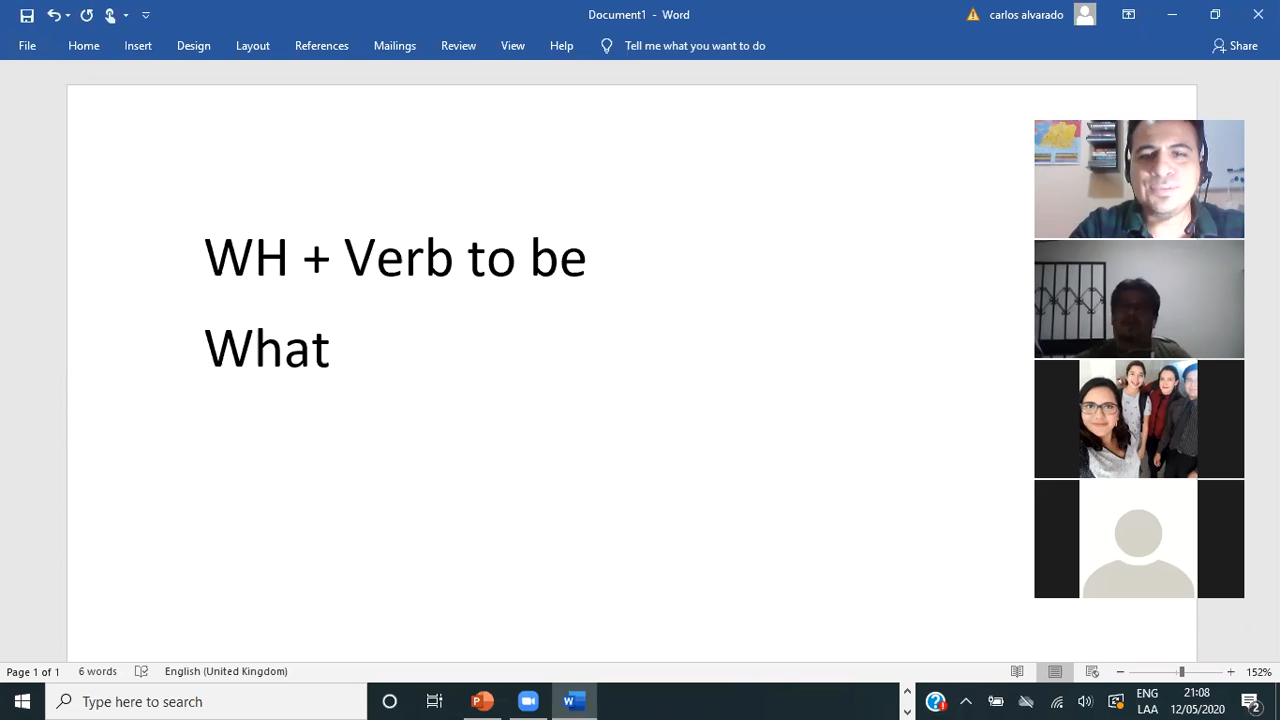 Document1 - Word
carlos alvarado
File Home Insert Design Layout References Mailings Review View Help Tell me what you want to do Share
WH + Verb to be
What
Page 1 of 1 6 words English (United Kingdom) 152%
Type here to search
ENG 21:08
LAA 12/05/2020
2